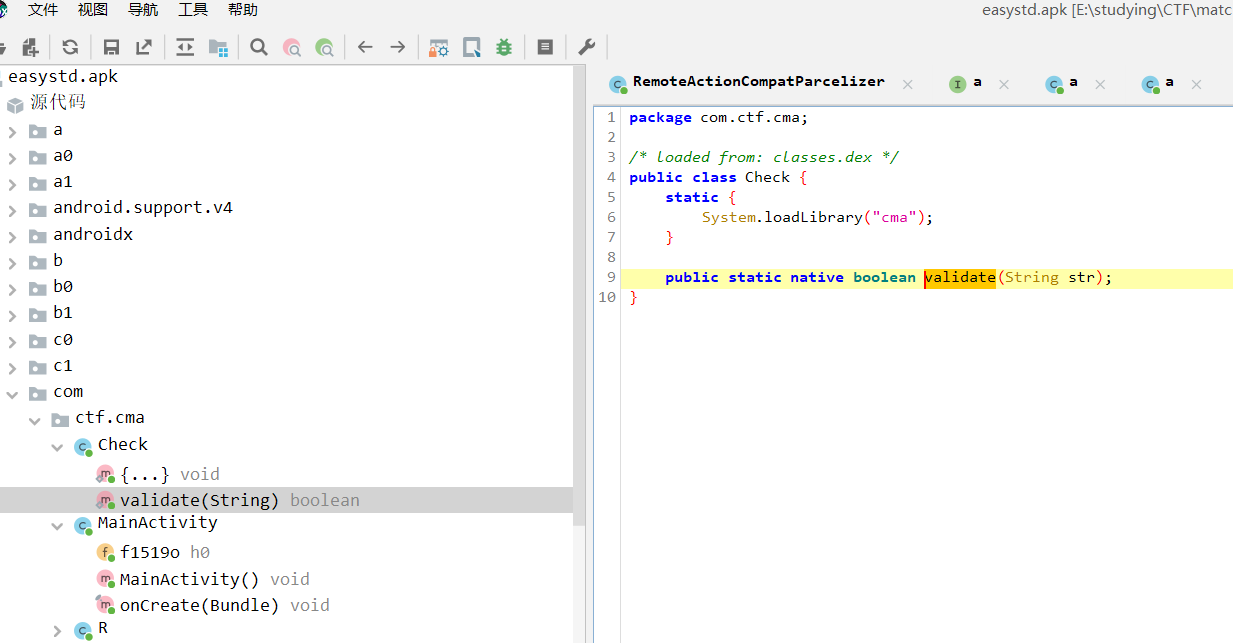 文件 视图 导航 工具 帮助
easystd.apk [E:\studying\CTF\matc
easystd.apk
源代码
a
a0
a1
android.support.v4
androidx
b
b0
b1
c0
c1
com
ctf.cma
Check
{...} void
validate(String) boolean
MainActivity
f1519o h0
MainActivity() void
onCreate(Bundle) void
R
RemoteActionCompatParcelizer a a a
1 package com.ctf.cma;
2
3 /* loaded from: classes.dex */
4 public class Check {
5 static {
6 System.loadLibrary("cma");
7 }
8
9 public static native boolean validate(String str);
10 }